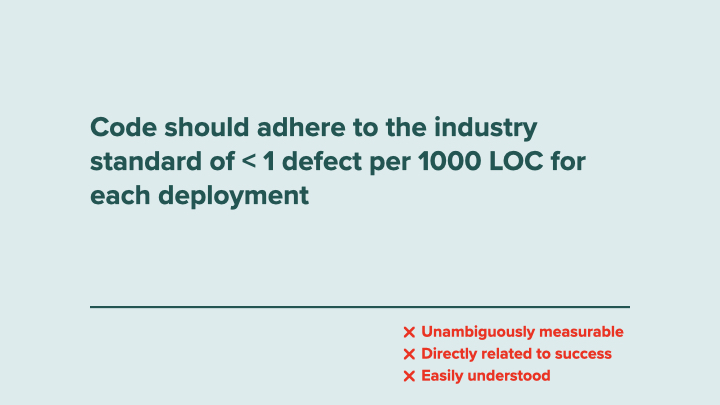 Code should adhere to the industry
standard of < 1 defect per 1000 LOC for
each deployment
❌ Unambiguously measurable
❌ Directly related to success
❌ Easily understood